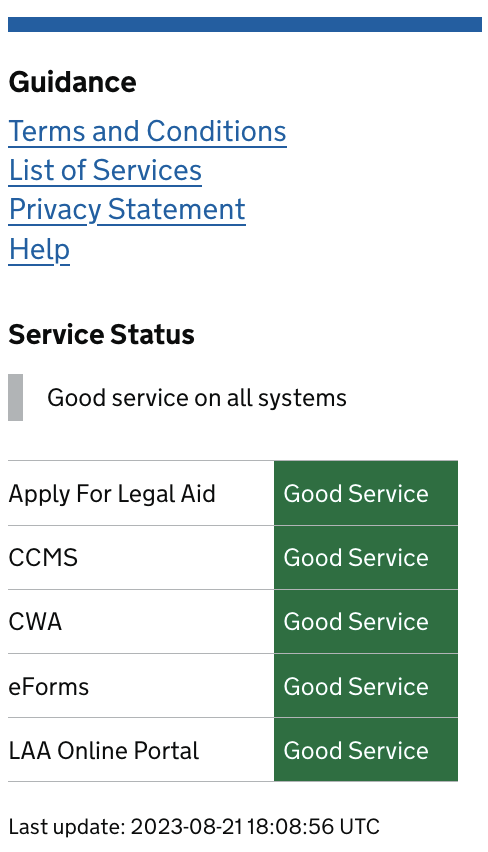 Guidance
Terms and Conditions
List of Services
Privacy Statement
Help
Service Status
Good service on all systems
Apply For Legal Aid Good Service
CCMS Good Service
CWA Good Service
eForms Good Service
LAA Online Portal Good Service
Last update: 2023-08-21 18:08:56 UTC